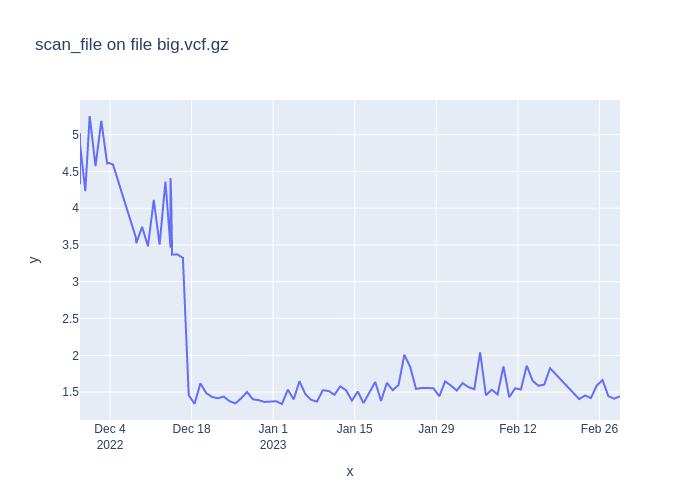 scan_file on file big.vcf.gz
5
4.5
4
3.5
3
2.5
2
1.5
y
Dec 4
2022
Dec 18
Jan 1
2023
Jan 15
Jan 29
Feb 12
Feb 26
x